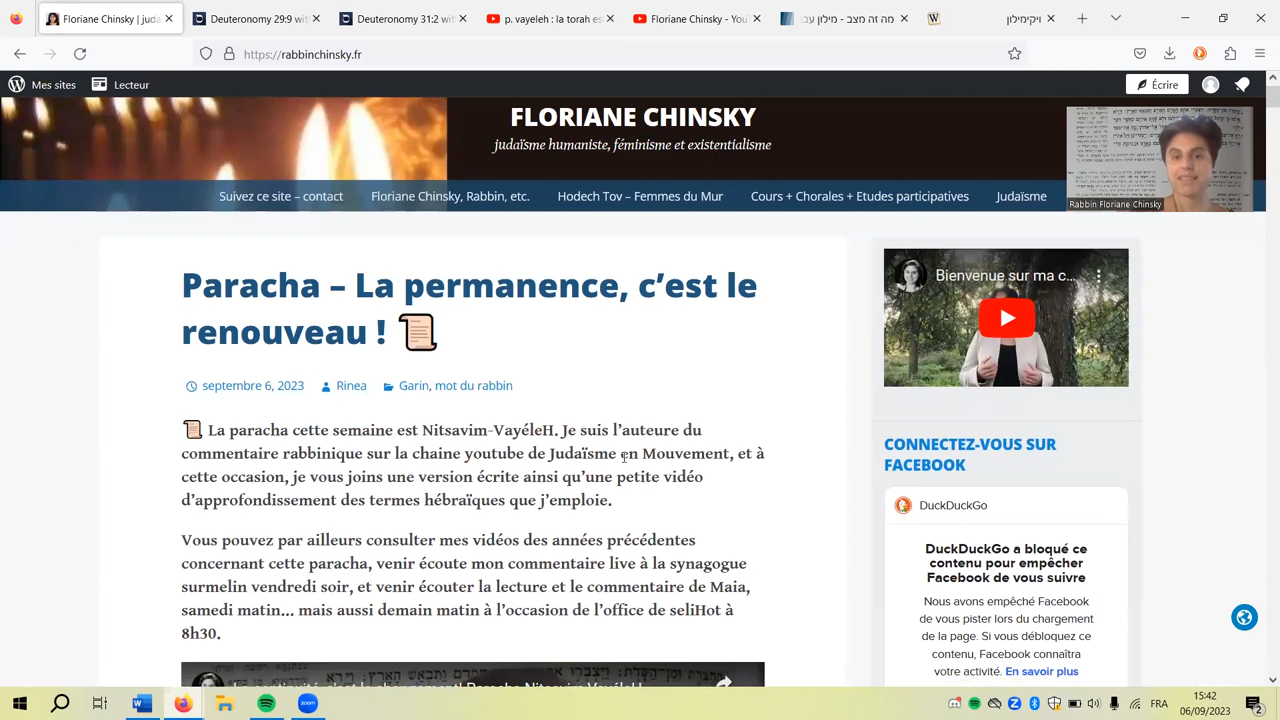 Floriane Chinsky | juda
Deuteronomy 29:9 wit
Deuteronomy 31:2 wit
p. vayeleh : la torah es
Floriane Chinsky - You
מה זה מצב - מילון עבו
ויקימילון
https://rabbinchinsky.fr
Mes sites
Lecteur
Écrire
FLORIANE CHINSKY
judaïsme humaniste, féminisme et existentialisme
Suivez ce site – contact
Floriane Chinsky, Rabbin, etc.
Hodech Tov – Femmes du Mur
Cours + Chorales + Etudes participatives
Judaïsme
Rabbin Floriane Chinsky
Paracha – La permanence, c’est le
renouveau ! 📜
septembre 6, 2023
Rinea
Garin, mot du rabbin
📜 La paracha cette semaine est Nitsavim-VayéleH. Je suis l’auteure du
commentaire rabbinique sur la chaine youtube de Judaïsme en Mouvement, et à
cette occasion, je vous joins une version écrite ainsi qu’une petite vidéo
d’approfondissement des termes hébraïques que j’emploie.
Vous pouvez par ailleurs consulter mes vidéos des années précédentes
concernant cette paracha, venir écoute mon commentaire live à la synagogue
surmelin vendredi soir, et venir écouter la lecture et le commentaire de Maia,
samedi matin… mais aussi demain matin à l’occasion de l’office de seliHot à
8h30.
Bienvenue sur ma c...
CONNECTEZ-VOUS SUR
FACEBOOK
DuckDuckGo
DuckDuckGo a bloqué ce
contenu pour empêcher
Facebook de vous suivre
Nous avons empêché Facebook
de vous pister lors du chargement
de la page. Si vous débloquez ce
contenu, Facebook connaîtra
votre activité. En savoir plus
zoom
FRA
15:42
06/09/2023
2